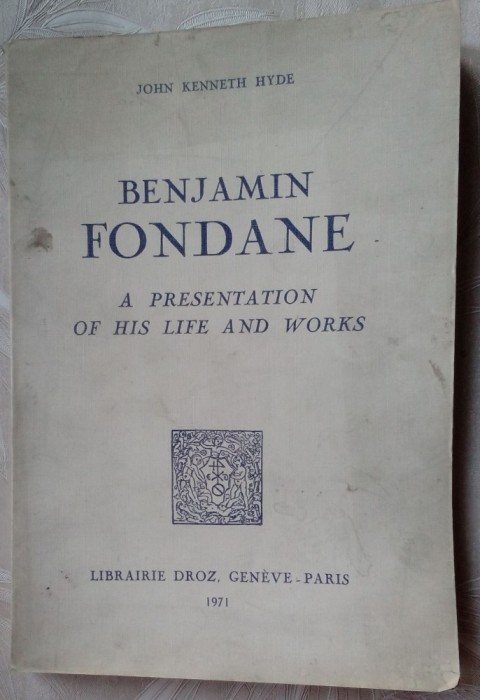 JOHN KENNETH HYDE
BENJAMIN
FONDANE
A PRESENTATION
OF HIS LIFE AND WORKS
LIBRAIRIE DROZ, GENÈVE - PARIS
1971